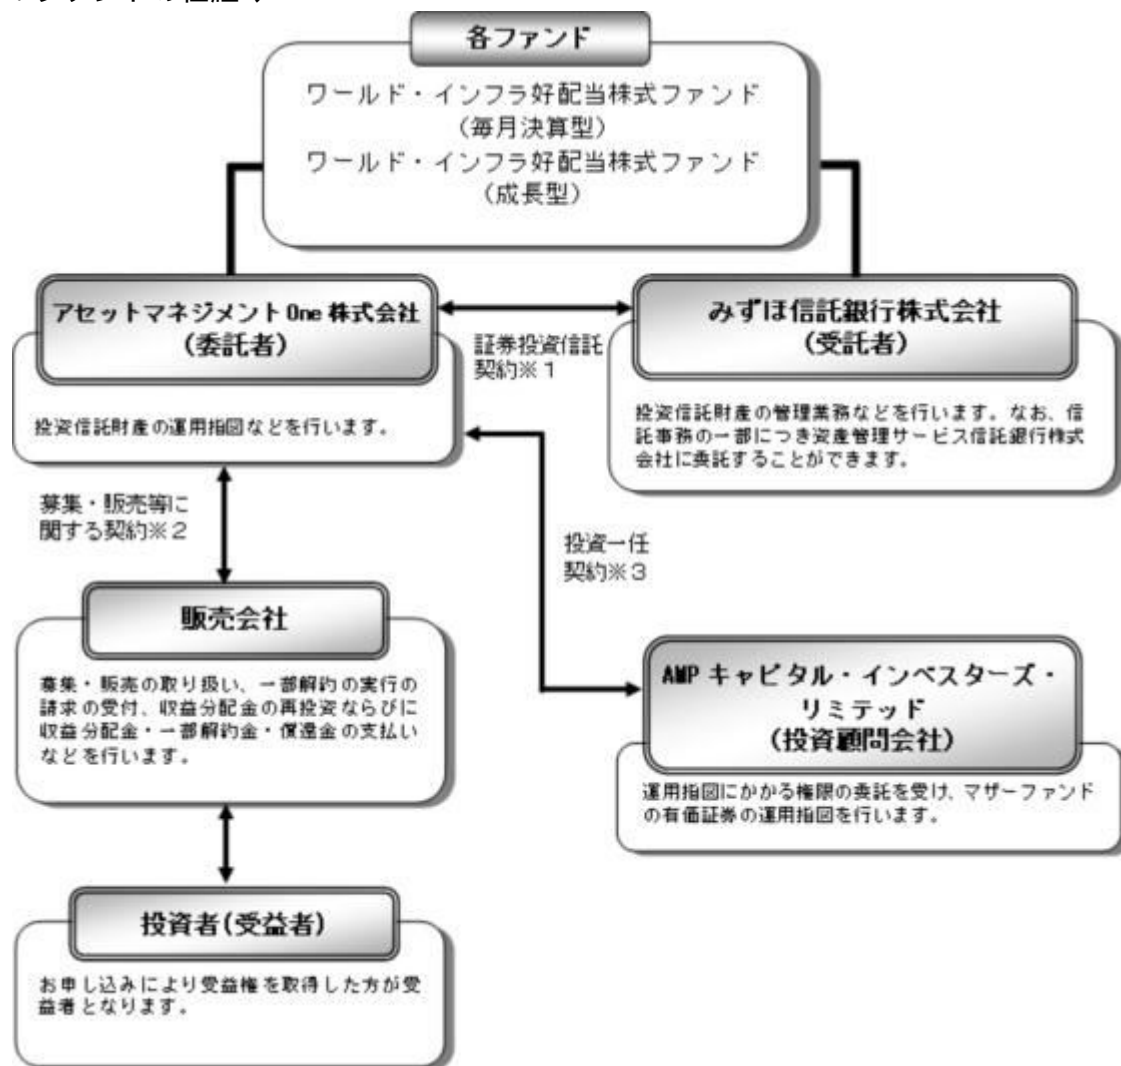 各ファンド
ワールド・インフラ好配当株式ファンド
（毎月決算型）
ワールド・インフラ好配当株式ファンド
（成長型）
アセットマネジメントOne 株式会社
（委託者）
投資信託財産の運用指図などを行います。
証券投資信託
契約※1
みずほ信託銀行株式会社
（受託者）
投資信託財産の管理業務などを行います。なお、信
託事務の一部につき資産管理サービス信託銀行株式
会社に委託することができます。
募集・販売等に
関する契約※2
投資一任
契約※3
販売会社
募集・販売の取り扱い、一部解約の実行の
請求の受付、収益分配金の再投資ならびに
収益分配金・一部解約金・償還金の支払い
などを行います。
AMP キャピタル・インベスターズ・
リミテッド
（投資顧問会社）
運用指図にかかる権限の委託を受け、マザーファンド
の有価証券の運用指図を行います。
投資者(受益者)
お申し込みにより受益権を取得した方が受
益者となります。